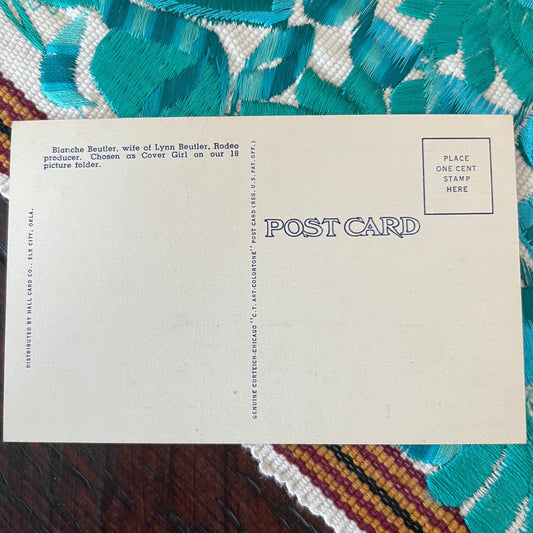 Blanche Beutler, wife of Lynn Beutler, Rodeo
producer. Chosen as Cover Girl on our 18
picture folder.
DISTRIBUTED BY HALL CARD CO., ELK CITY, OKLA.
GENUINE CURTEICH-CHICAGO "C. T. ART-COLORTONE" POST CARD (REG. U. S. PAT. OFF.)
POST CARD
PLACE
ONE CENT
STAMP
HERE